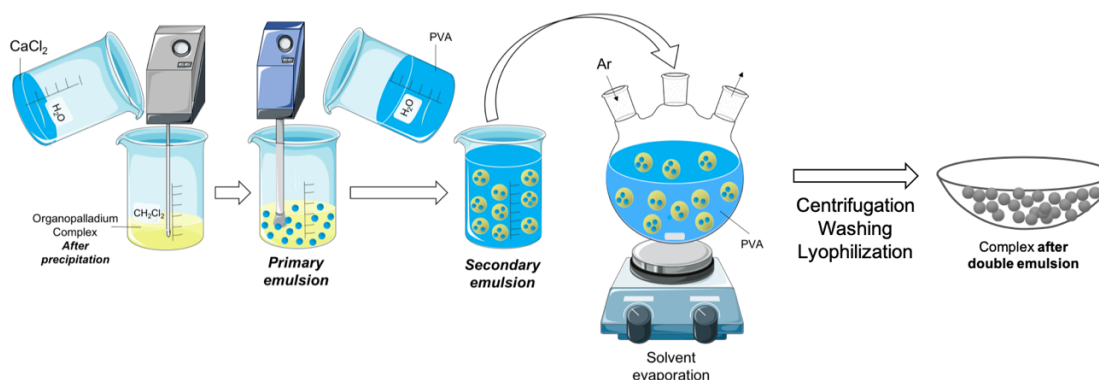 CaCl₂
H₂O
PVA
H₂O
Ar
CH₂Cl₂
Organopalladium
Complex
After
precipitation
Primary
emulsion
Secondary
emulsion
PVA
Solvent
evaporation
Centrifugation
Washing
Lyophilization
Complex after
double emulsion